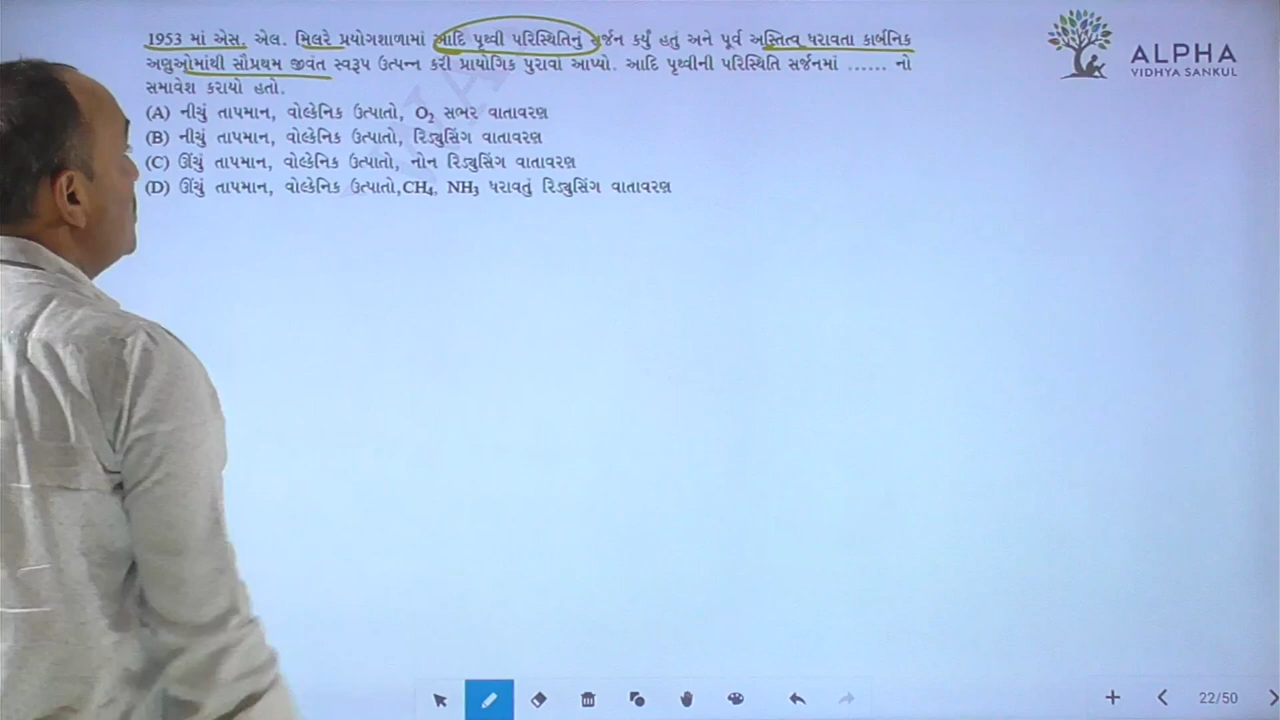 1953 માં એસ. એલ. મિલરે પ્રયોગશાળામાં આદિ પૃથ્વી પરિસ્થિતિનું સર્જન કર્યું હતું અને પૂર્વ અસ્તિત્વ ધરાવતા કાર્બનિક
અણુઓમાંથી સૌપ્રથમ જીવંત સ્વરૂપ ઉત્પન્ન કરી પ્રાયોગિક પુરાવો આપ્યો. આદિ પૃથ્વીની પરિસ્થિતિ સર્જનમાં ...... નો
સમાવેશ કરાયો હતો.
(A) નીચું તાપમાન, વોલ્કેનિક ઉત્પાતો, O₂ સભર વાતાવરણ
(B) નીચું તાપમાન, વોલ્કેનિક ઉત્પાતો, રિડ્યુસિંગ વાતાવરણ
(C) ઊંચું તાપમાન, વોલ્કેનિક ઉત્પાતો, નોન રિડ્યુસિંગ વાતાવરણ
(D) ઊંચું તાપમાન, વોલ્કેનિક ઉત્પાતો,CH₄, NH₃ ધરાવતું રિડ્યુસિંગ વાતાવરણ
ALPHA
VIDHYA SANKUL
22/50